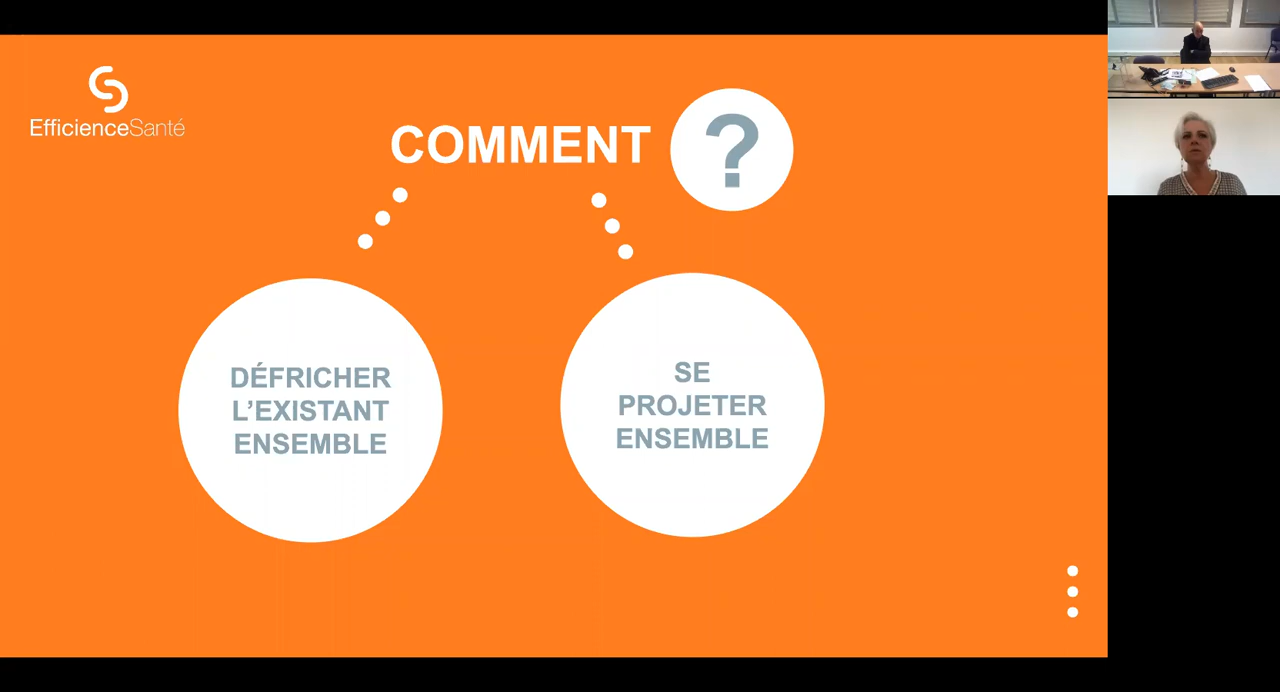 EfficienceSanté
COMMENT ?
DÉFRICHER
L'EXISTANT
ENSEMBLE
SE
PROJETER
ENSEMBLE